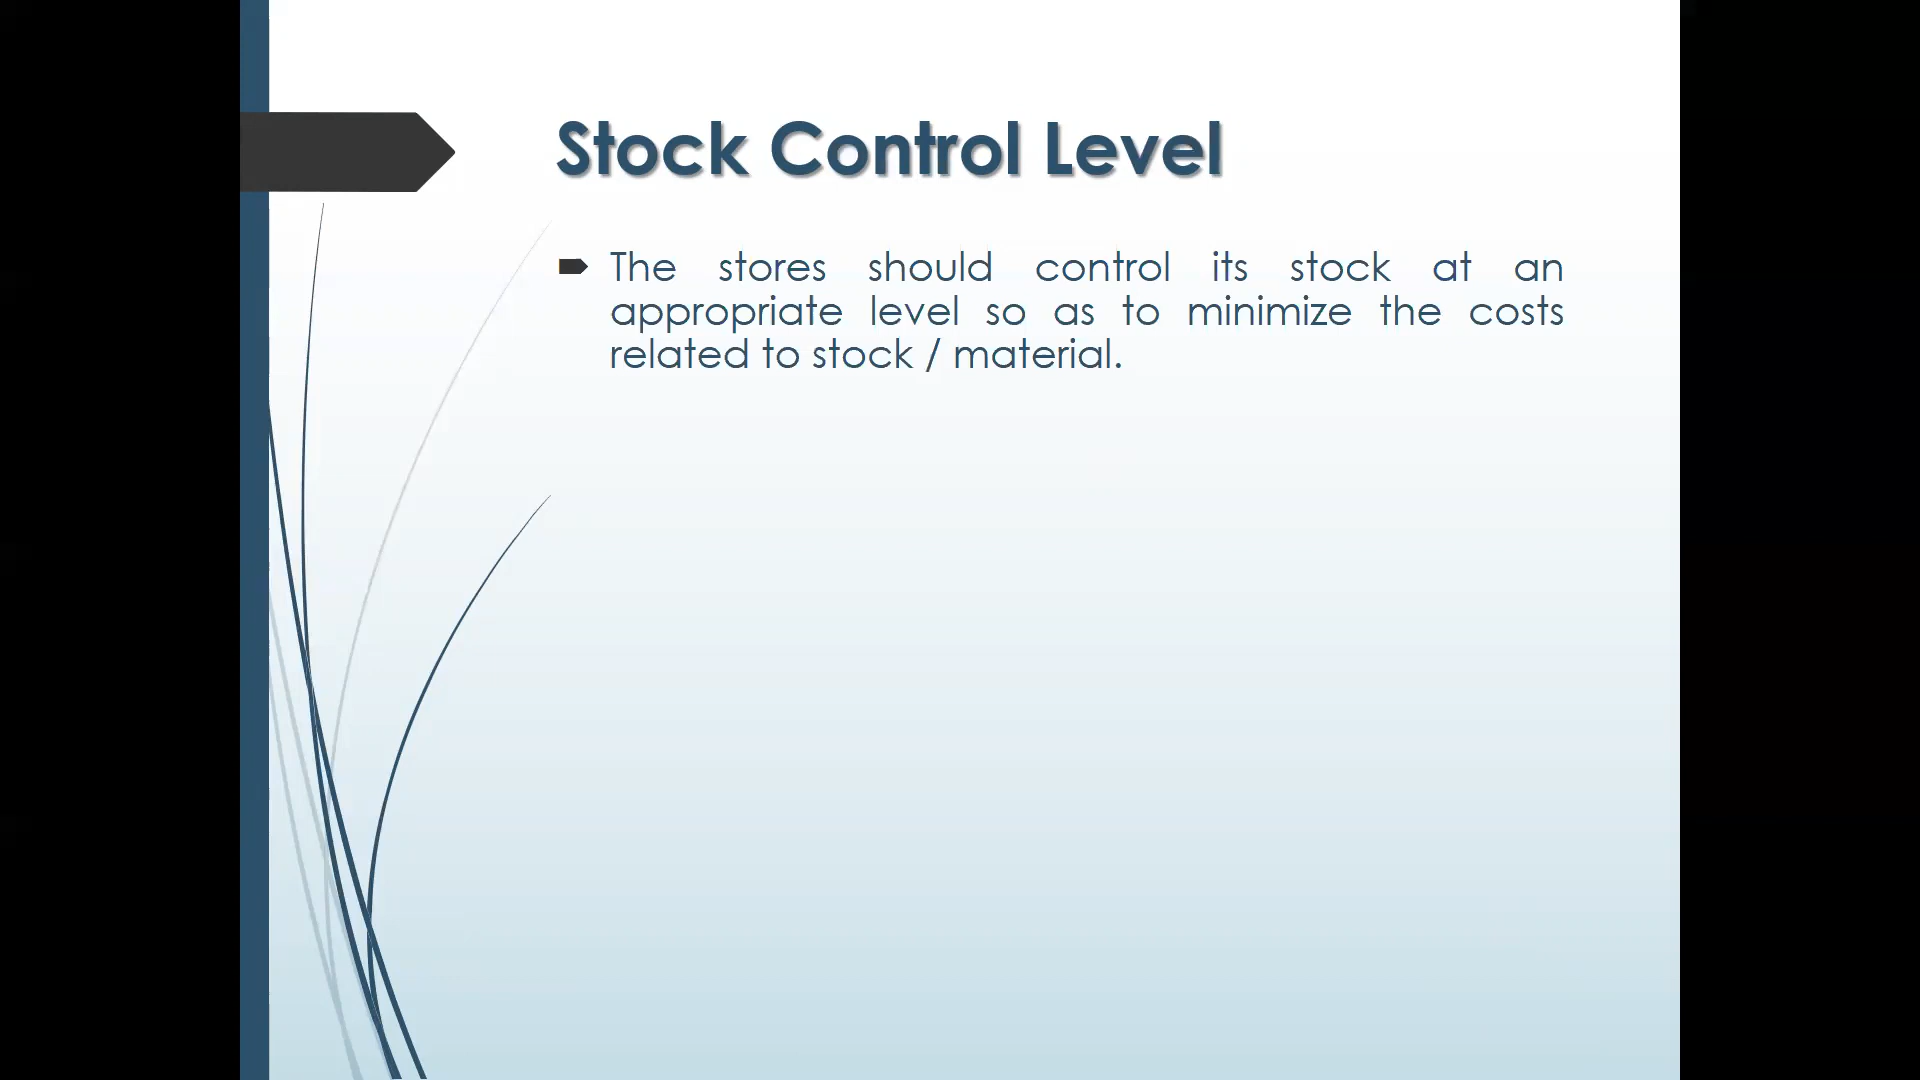 Stock Control Level
The stores should control its stock at an
appropriate level so as to minimize the costs
related to stock / material.